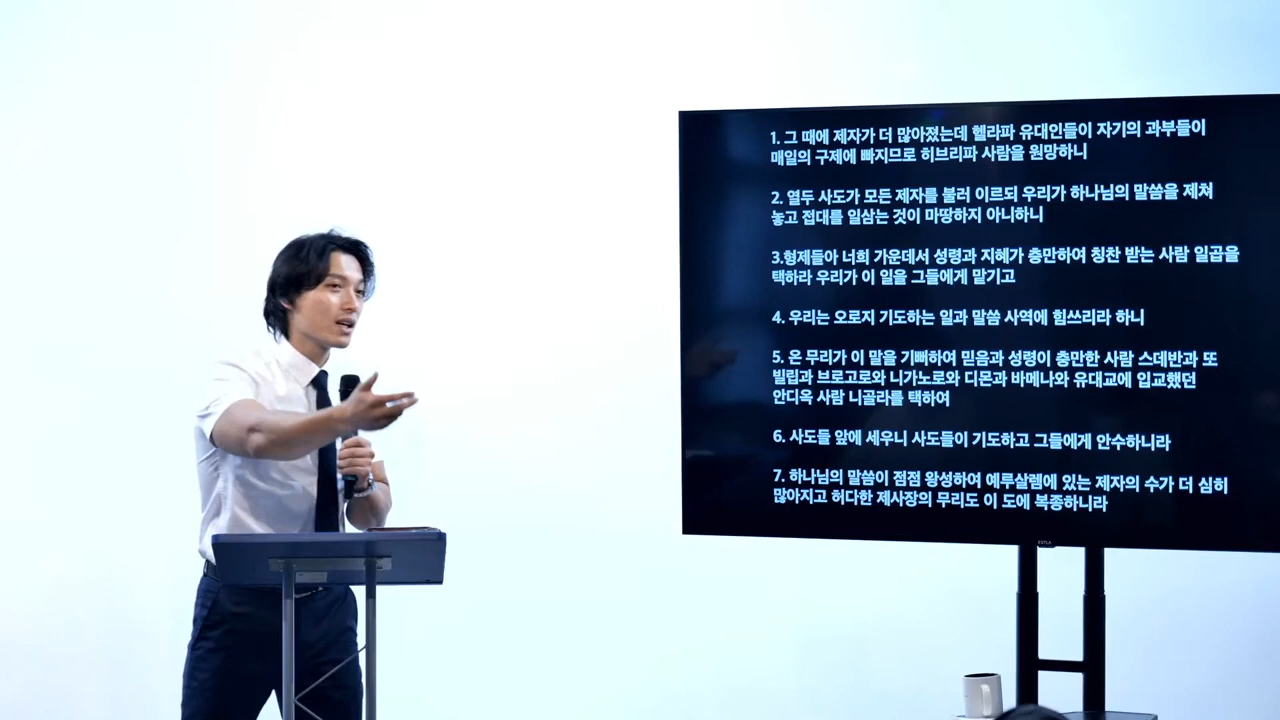 1. 그 때에 제자가 더 많아졌는데 헬라파 유대인들이 자기의 과부들이
매일의 구제에 빠지므로 히브리파 사람을 원망하니
2. 열두 사도가 모든 제자를 불러 이르되 우리가 하나님의 말씀을 제쳐
놓고 접대를 일삼는 것이 마땅하지 아니하니
3.형제들아 너희 가운데서 성령과 지혜가 충만하여 칭찬 받는 사람 일곱을
택하라 우리가 이 일을 그들에게 맡기고
4. 우리는 오로지 기도하는 일과 말씀 사역에 힘쓰리라 하니
5. 온 무리가 이 말을 기뻐하여 믿음과 성령이 충만한 사람 스데반과 또
빌립과 브로고로와 니가노로와 디몬과 바메나와 유대교에 입교했던
안디옥 사람 니골라를 택하여
6. 사도들 앞에 세우니 사도들이 기도하고 그들에게 안수하니라
7. 하나님의 말씀이 점점 왕성하여 예루살렘에 있는 제자의 수가 더 심히
많아지고 허다한 제사장의 무리도 이 도에 복종하니라